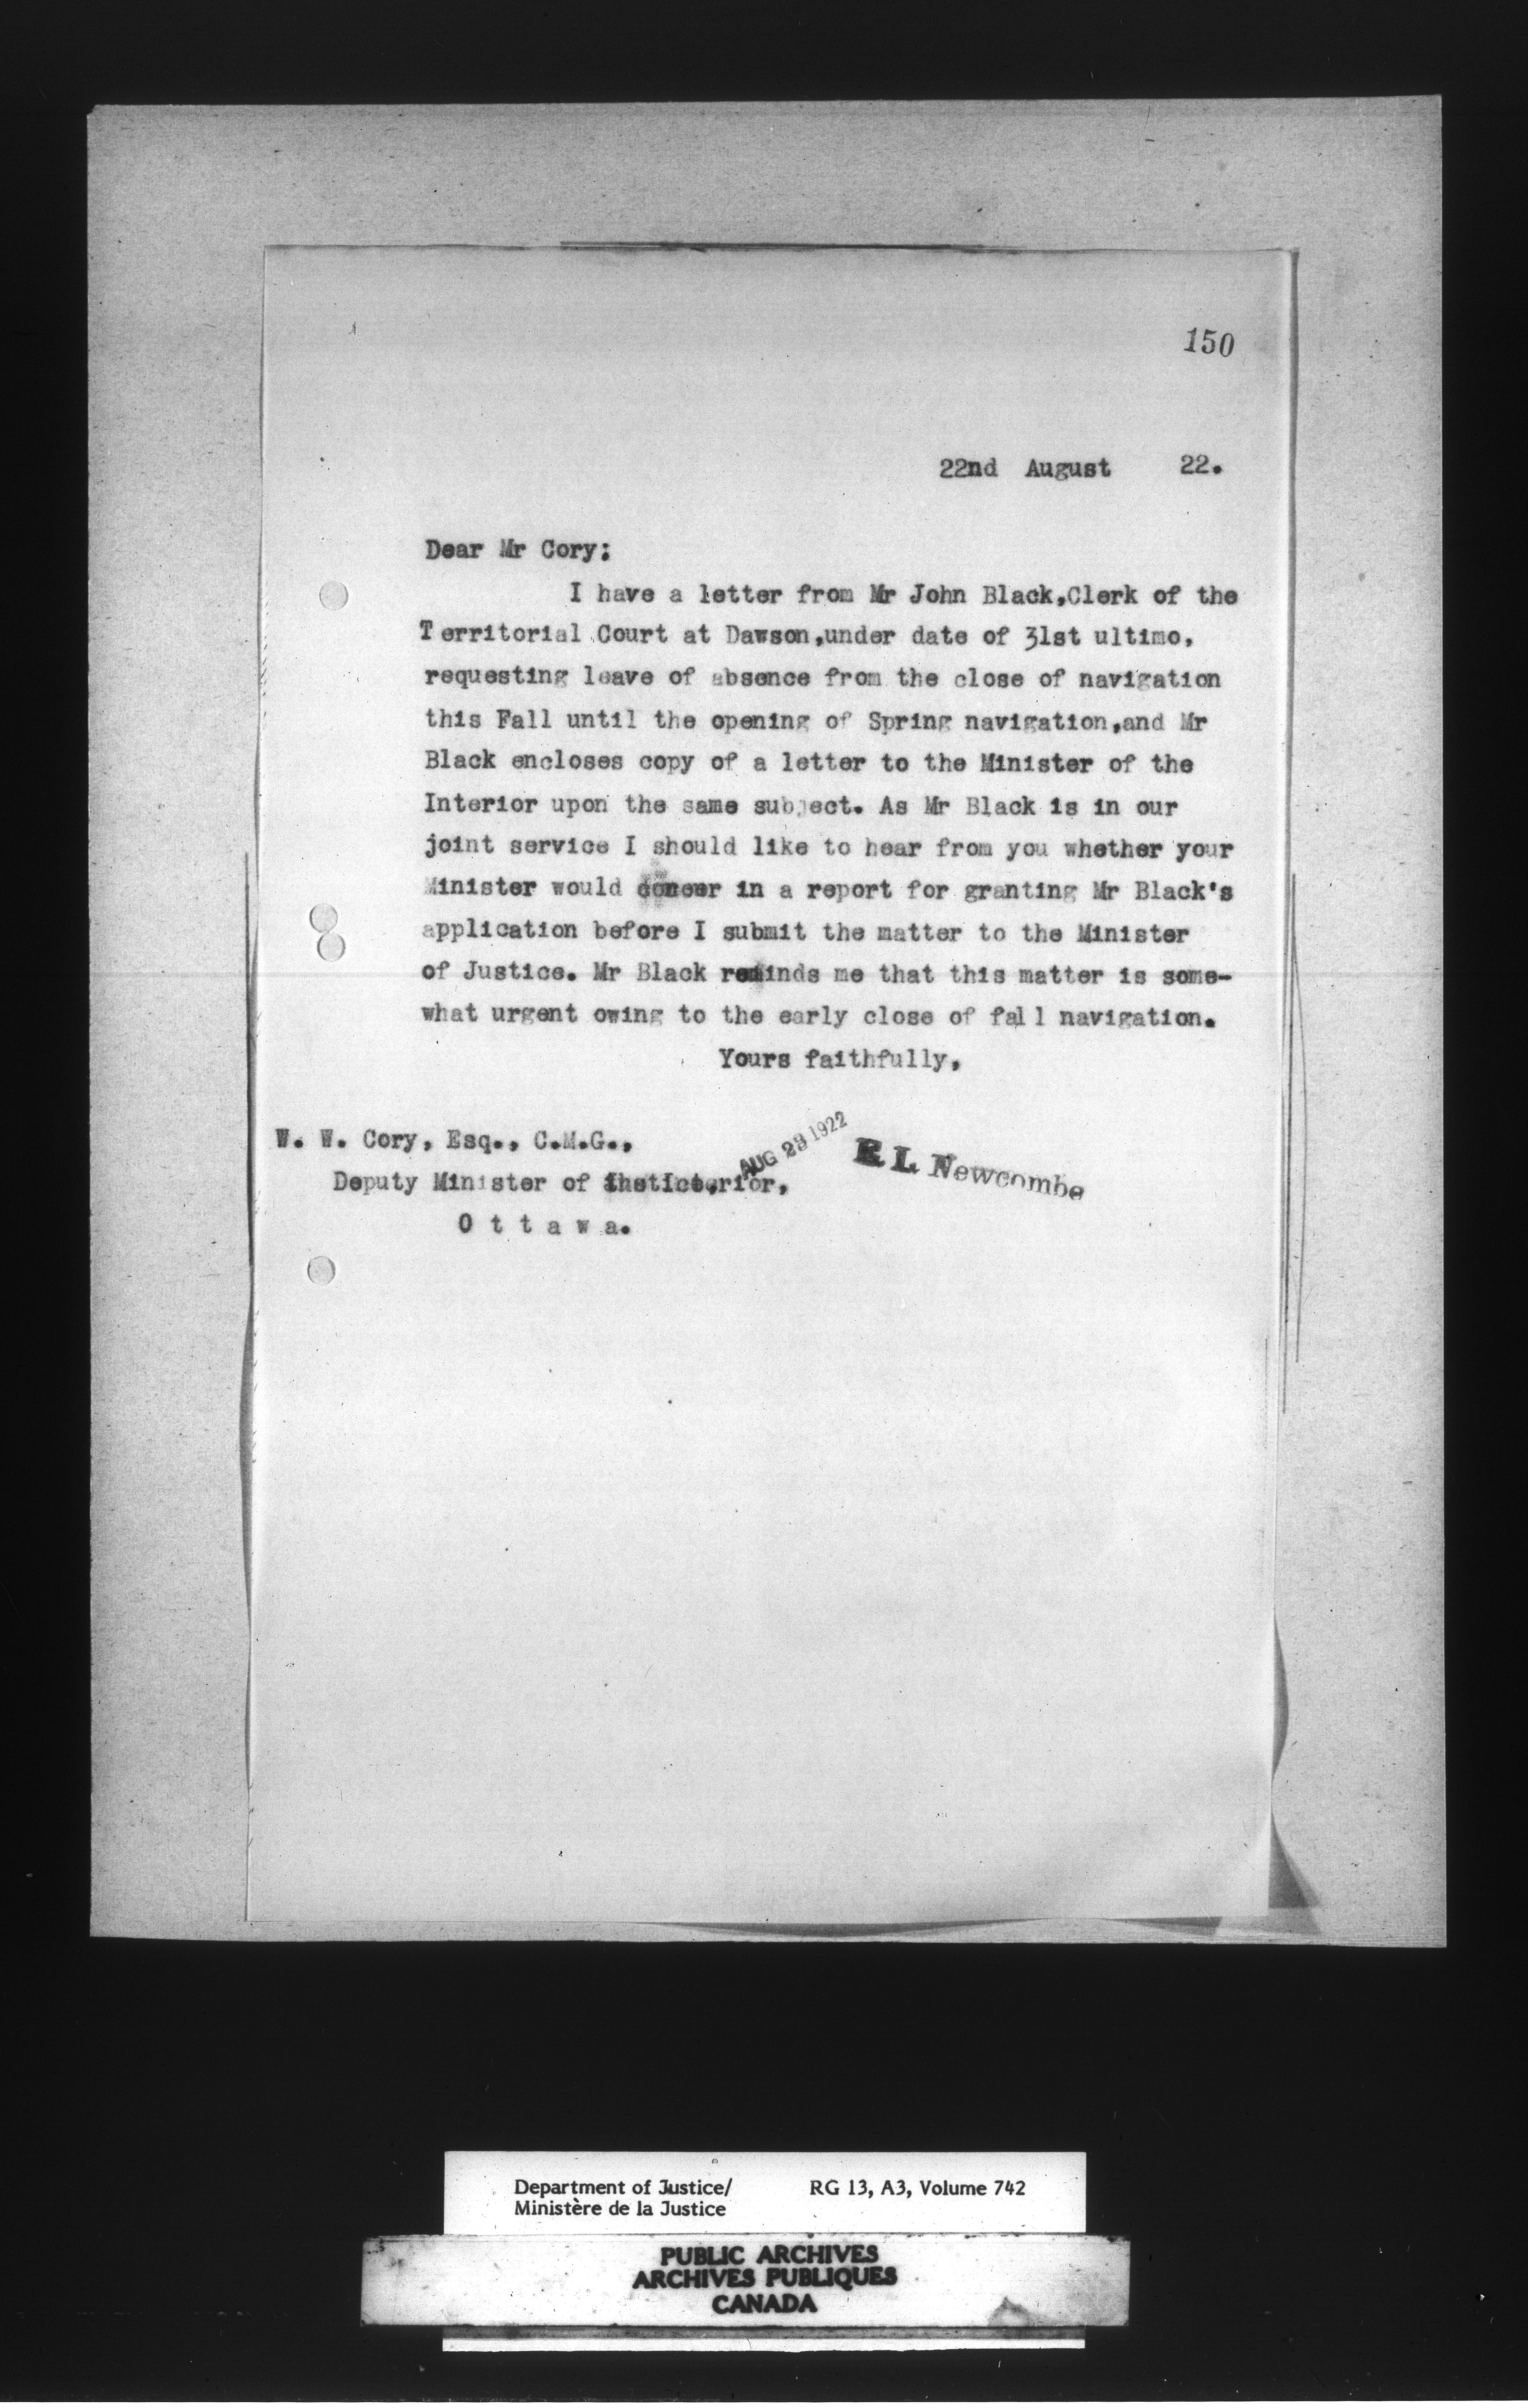 150
22nd August 22.
Dear Mr Cory:
I have a letter from Mr John Black,Clerk of the
Territorial Court at Dawson,under date of 31st ultimo,
requesting leave of absence from the close of navigation
this Fall until the opening of Spring navigation,and Mr
Black encloses copy of a letter to the Minister of the
Interior upon the same subject. As Mr Black is in our
joint service I should like to hear from you whether your
Minister would concur in a report for granting Mr Black's
application before I submit the matter to the Minister
of Justice. Mr Black reminds me that this matter is some-
what urgent owing to the early close of fall navigation.
Yours faithfully,
AUG 23 1922
E L Newcombe
W. W. Cory, Esq., C.M.G.,
Deputy Minister of the Interior,
O t t a w a.
Department of Justice/ RG 13, A3, Volume 742
Ministère de la Justice
PUBLIC ARCHIVES
ARCHIVES PUBLIQUES
CANADA